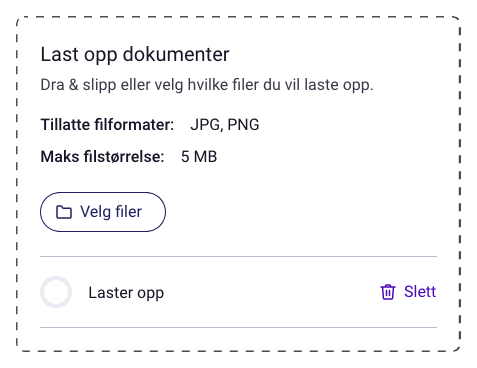 Last opp dokumenter
Dra & slipp eller velg hvilke filer du vil laste opp.
Tillatte filformater: JPG, PNG
Maks filstørrelse: 5 MB
Velg filer
Laster opp Slett